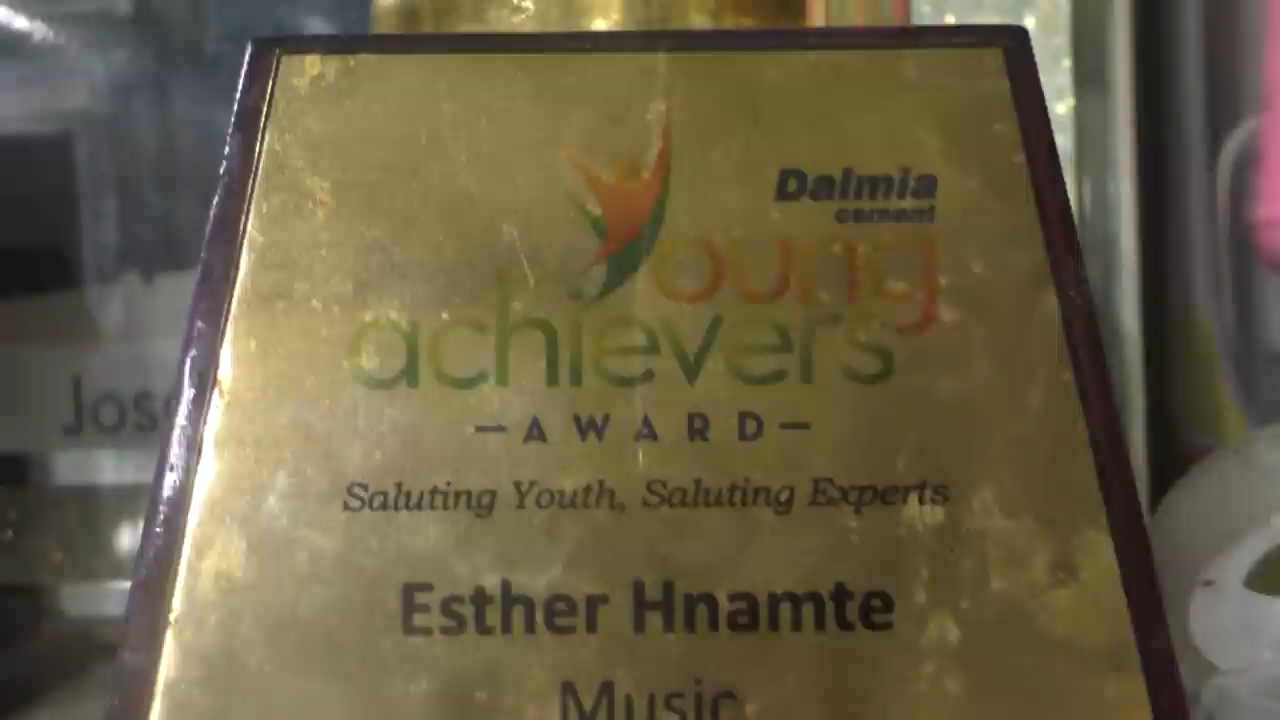 Dalmia
cement
Young
achievers
—AWARD—
Saluting Youth, Saluting Experts
Esther Hnamte
Music